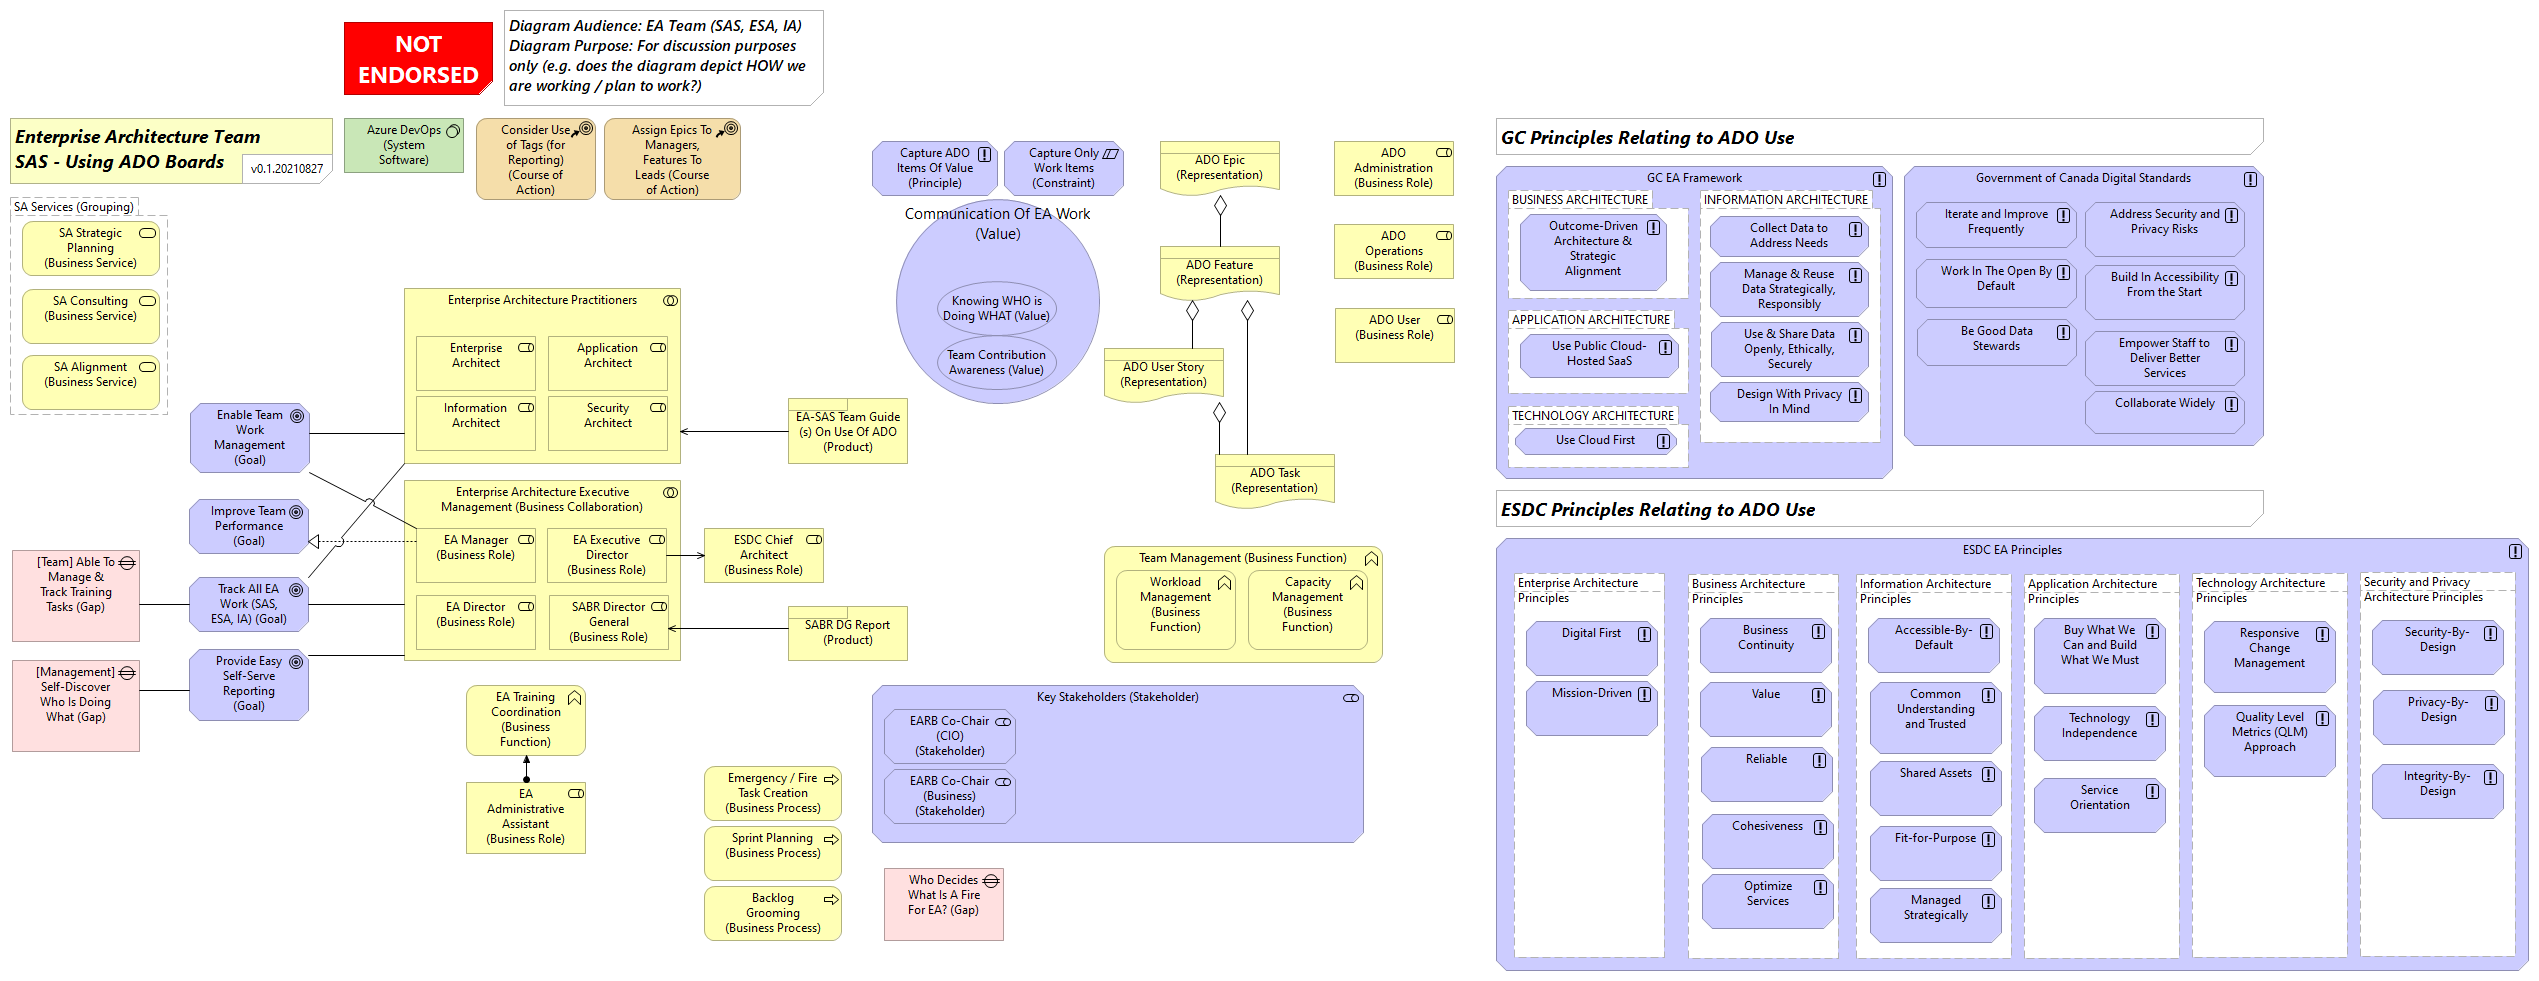 NOT
ENDORSED
Diagram Audience: EA Team (SAS, ESA, IA)
Diagram Purpose: For discussion purposes
only (e.g. does the diagram depict HOW we
are working / plan to work?)
Enterprise Architecture Team
SAS - Using ADO Boards
v0.1.20210827
Azure DevOps
(System
Software)
Consider Use
of Tags (for
Reporting)
(Course of
Action)
Assign Epics To
Managers,
Features To
Leads (Course
of Action)
SA Services (Grouping)
SA Strategic
Planning
(Business Service)
SA Consulting
(Business Service)
SA Alignment
(Business Service)
Enable Team
Work
Management
(Goal)
Improve Team
Performance
(Goal)
Track All EA
Work (SAS,
ESA, IA) (Goal)
Provide Easy
Self-Serve
Reporting
(Goal)
[Team] Able To
Manage &
Track Training
Tasks (Gap)
[Management]
Self-Discover
Who Is Doing
What (Gap)
Enterprise Architecture Practitioners
Enterprise
Architect
Application
Architect
Information
Architect
Security
Architect
Enterprise Architecture Executive
Management (Business Collaboration)
EA Manager
(Business Role)
EA Executive
Director
(Business Role)
EA Director
(Business Role)
SABR Director
General
(Business Role)
ESDC Chief
Architect
(Business Role)
EA-SAS Team Guide
(s) On Use Of ADO
(Product)
SABR DG Report
(Product)
EA Training
Coordination
(Business
Function)
EA
Administrative
Assistant
(Business Role)
Emergency / Fire
Task Creation
(Business Process)
Sprint Planning
(Business Process)
Backlog
Grooming
(Business Process)
Capture ADO
Items Of Value
(Principle)
Capture Only
Work Items
(Constraint)
Communication Of EA Work
(Value)
Knowing WHO is
Doing WHAT (Value)
Team Contribution
Awareness (Value)
ADO Epic
(Representation)
ADO Feature
(Representation)
ADO User Story
(Representation)
ADO Task
(Representation)
ADO
Administration
(Business Role)
ADO
Operations
(Business Role)
ADO User
(Business Role)
Team Management (Business Function)
Workload
Management
(Business
Function)
Capacity
Management
(Business
Function)
Key Stakeholders (Stakeholder)
EARB Co-Chair
(CIO)
(Stakeholder)
EARB Co-Chair
(Business)
(Stakeholder)
Who Decides
What Is A Fire
For EA? (Gap)
GC Principles Relating to ADO Use
GC EA Framework
BUSINESS ARCHITECTURE
Outcome-Driven
Architecture &
Strategic
Alignment
APPLICATION ARCHITECTURE
Use Public Cloud-
Hosted SaaS
TECHNOLOGY ARCHITECTURE
Use Cloud First
INFORMATION ARCHITECTURE
Collect Data to
Address Needs
Manage & Reuse
Data Strategically,
Responsibly
Use & Share Data
Openly, Ethically,
Securely
Design With Privacy
In Mind
Government of Canada Digital Standards
Iterate and Improve
Frequently
Work In The Open By
Default
Be Good Data
Stewards
Address Security and
Privacy Risks
Build In Accessibility
From the Start
Empower Staff to
Deliver Better
Services
Collaborate Widely
ESDC Principles Relating to ADO Use
ESDC EA Principles
Enterprise Architecture
Principles
Digital First
Mission-Driven
Business Architecture
Principles
Business
Continuity
Value
Reliable
Cohesiveness
Optimize
Services
Information Architecture
Principles
Accessible-By-
Default
Common
Understanding
and Trusted
Shared Assets
Fit-for-Purpose
Managed
Strategically
Application Architecture
Principles
Buy What We
Can and Build
What We Must
Technology
Independence
Service
Orientation
Technology Architecture
Principles
Responsive
Change
Management
Quality Level
Metrics (QLM)
Approach
Security and Privacy
Architecture Principles
Security-By-
Design
Privacy-By-
Design
Integrity-By-
Design